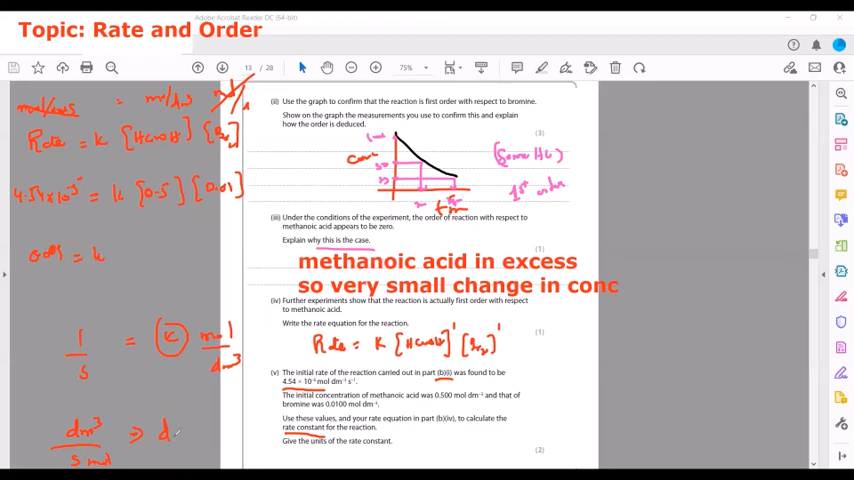 Adobe Acrobat Reader DC (64-bit)
Topic: Rate and Order
13 / 28
75%
(ii) Use the graph to confirm that the reaction is first order with respect to bromine.
Show on the graph the measurements you use to confirm this and explain
how the order is deduced.
(3)
Rate = k [HCOOH] [Br2]
conc
50
25
time
(Same HL)
1st order
4.54×10-5 = k [0.5] [0.01]
(iii) Under the conditions of the experiment, the order of reaction with respect to
methanoic acid appears to be zero.
Explain why this is the case.
(1)
= k
methanoic acid in excess
so very small change in conc
(iv) Further experiments show that the reaction is actually first order with respect
to methanoic acid.
Write the rate equation for the reaction.
(1)
Rate = K [HCOOH]1 [Br2]1
1/s = K mol/dm3
(v) The initial rate of the reaction carried out in part (b)(i) was found to be
4.54 × 10-5 mol dm-3 s-1.
The initial concentration of methanoic acid was 0.500 mol dm-3 and that of
bromine was 0.0100 mol dm-3.
Use these values, and your rate equation in part (b)(iv), to calculate the
rate constant for the reaction.
Give the units of the rate constant.
(2)
dm3 ⇒ d
s mol